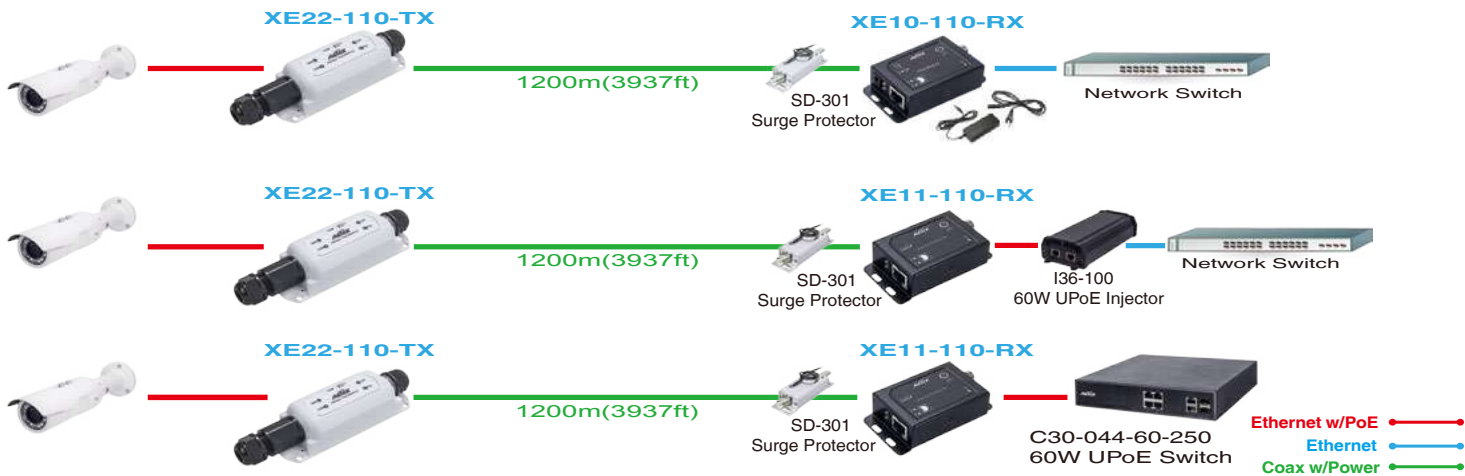 XE22-110-TX
XE10-110-RX
1200m(3937ft)
SD-301
Surge Protector
Network Switch
XE22-110-TX
XE11-110-RX
1200m(3937ft)
SD-301
Surge Protector
I36-100
60W UPoE Injector
Network Switch
XE22-110-TX
XE11-110-RX
1200m(3937ft)
SD-301
Surge Protector
C30-044-60-250
60W UPoE Switch
Ethernet w/PoE
Ethernet
Coax w/Power